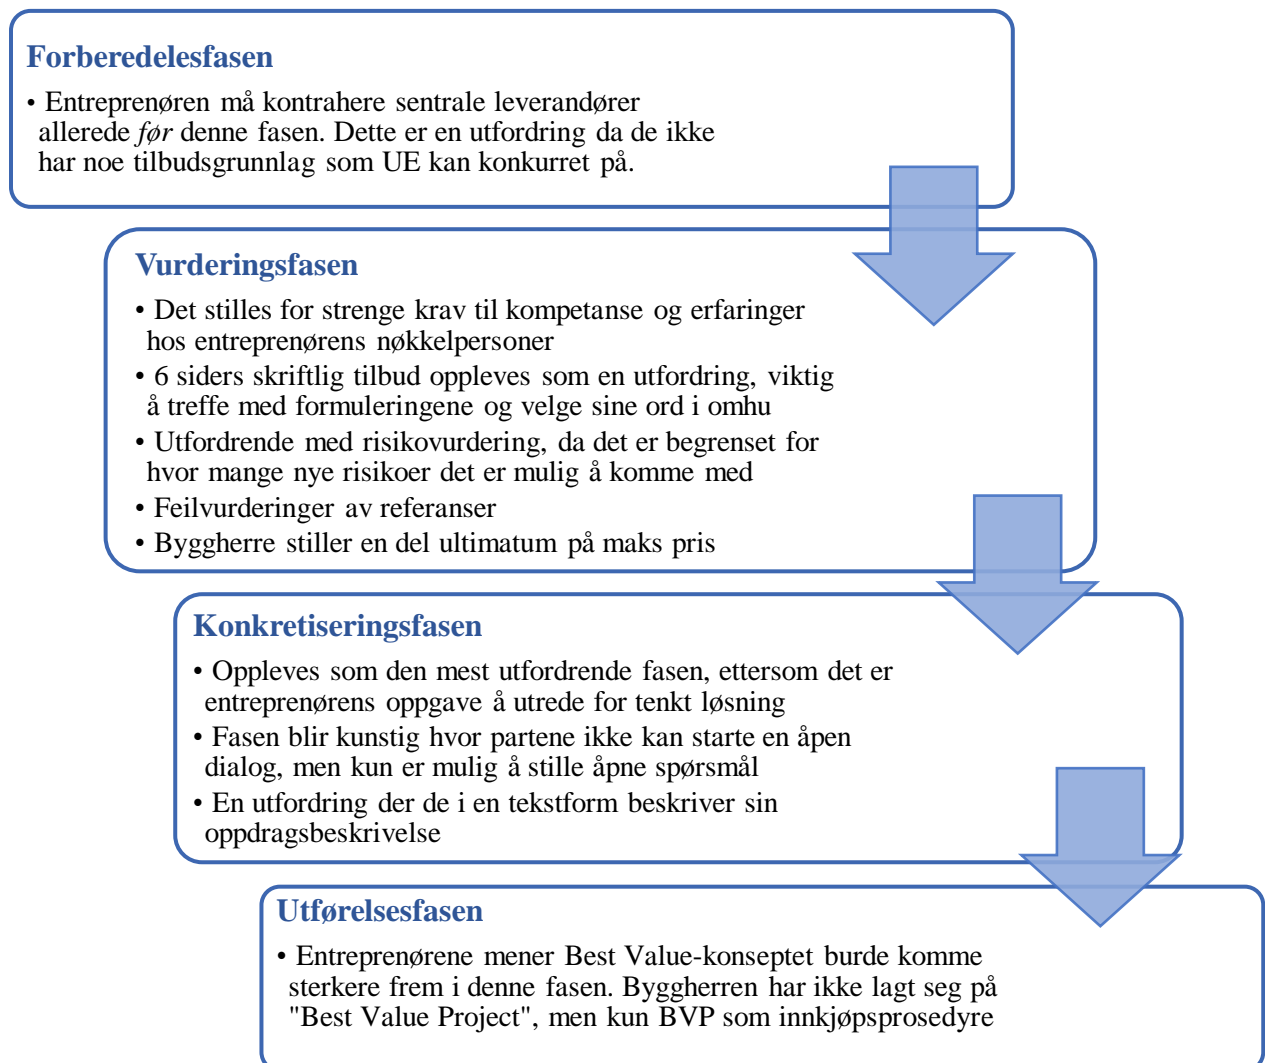 Forberedelesfasen
• Entreprenøren må kontrahere sentrale leverandører
allerede før denne fasen. Dette er en utfordring da de ikke
har noe tilbudsgrunnlag som UE kan konkurret på.
Vurderingsfasen
• Det stilles for strenge krav til kompetanse og erfaringer
hos entreprenørens nøkkelpersoner
• 6 siders skriftlig tilbud oppleves som en utfordring, viktig
å treffe med formuleringene og velge sine ord i omhu
• Utfordrende med risikovurdering, da det er begrenset for
hvor mange nye risikoer det er mulig å komme med
• Feilvurderinger av referanser
• Byggherre stiller en del ultimatum på maks pris
Konkretiseringsfasen
• Oppleves som den mest utfordrende fasen, ettersom det er
entreprenørens oppgave å utrede for tenkt løsning
• Fasen blir kunstig hvor partene ikke kan starte en åpen
dialog, men kun er mulig å stille åpne spørsmål
• En utfordring der de i en tekstform beskriver sin
oppdragsbeskrivelse
Utførelsesfasen
• Entreprenørene mener Best Value-konseptet burde komme
sterkere frem i denne fasen. Byggherren har ikke lagt seg på
"Best Value Project", men kun BVP som innkjøpsprosedyre